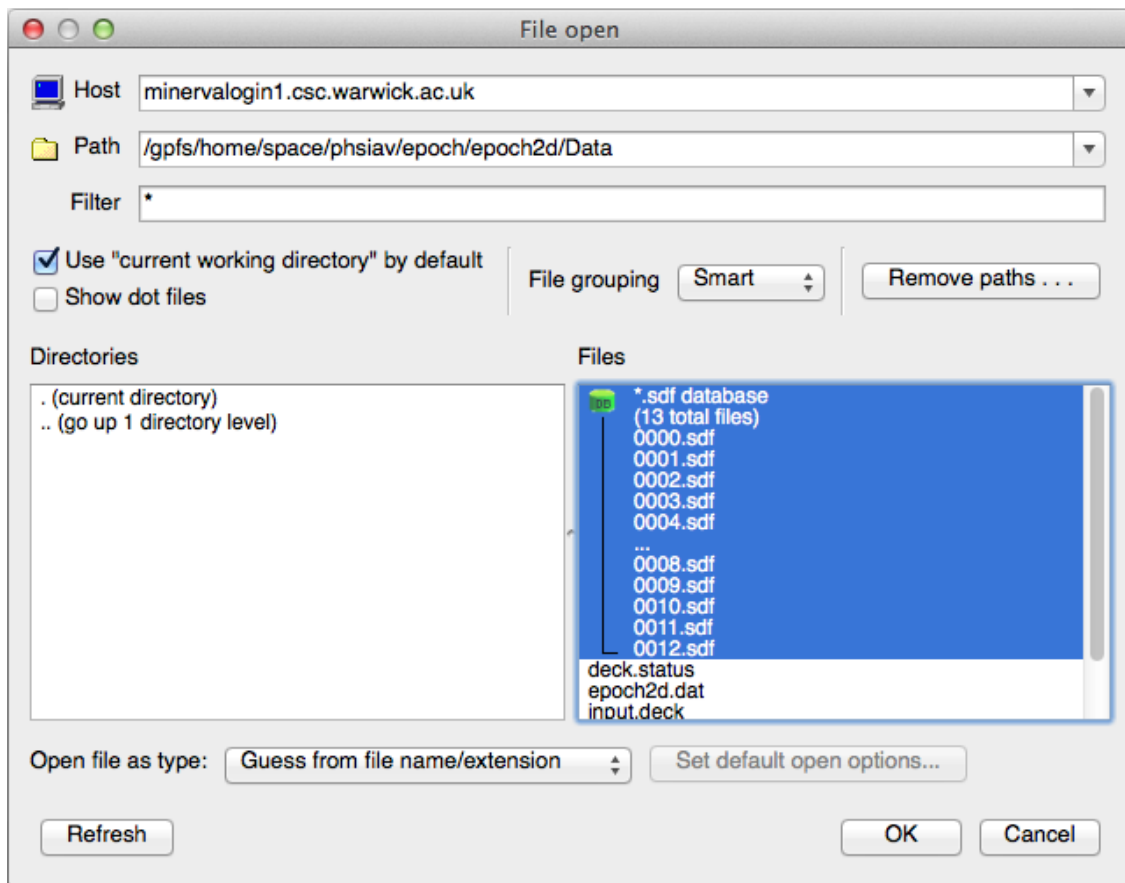 File open
Host minervalogin1.csc.warwick.ac.uk
Path /gpfs/home/space/phsiav/epoch/epoch2d/Data
Filter *
Use "current working directory" by default
Show dot files
File grouping Smart
Remove paths . . .
Directories
. (current directory)
.. (go up 1 directory level)
Files
DB
*.sdf database
(13 total files)
0000.sdf
0001.sdf
0002.sdf
0003.sdf
0004.sdf
...
0008.sdf
0009.sdf
0010.sdf
0011.sdf
0012.sdf
deck.status
epoch2d.dat
input.deck
Open file as type: Guess from file name/extension
Set default open options...
Refresh
OK
Cancel